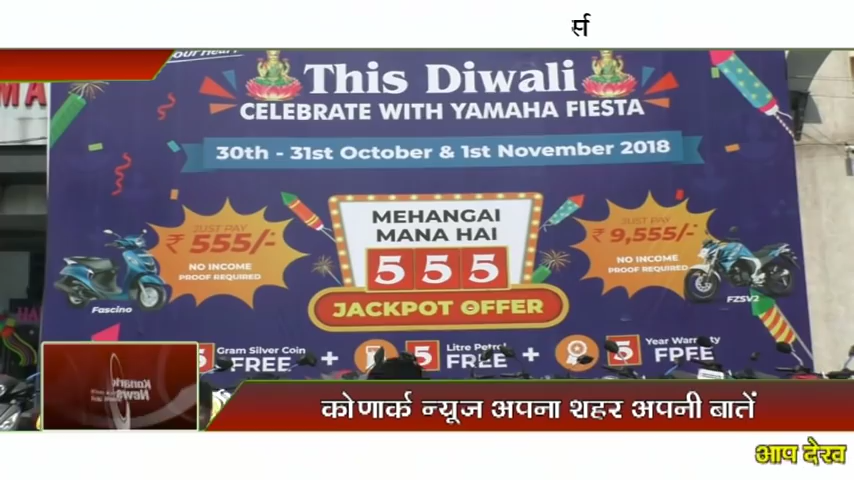 र्स
This Diwali
CELEBRATE WITH YAMAHA FIESTA
30th - 31st October & 1st November 2018
JUST PAY
₹ 555/-
NO INCOME
PROOF REQUIRED
Fascino
MEHANGAI
MANA HAI
555
JACKPOT OFFER
JUST PAY
₹ 9,555/-
NO INCOME
PROOF REQUIRED
FZSV2
5 Gram Silver Coin
FREE
+
5 Litre Petrol
FREE
+
5 Year Warranty
FREE
Konark
News
कोणार्क न्यूज अपना शहर अपनी बातें
आप देख